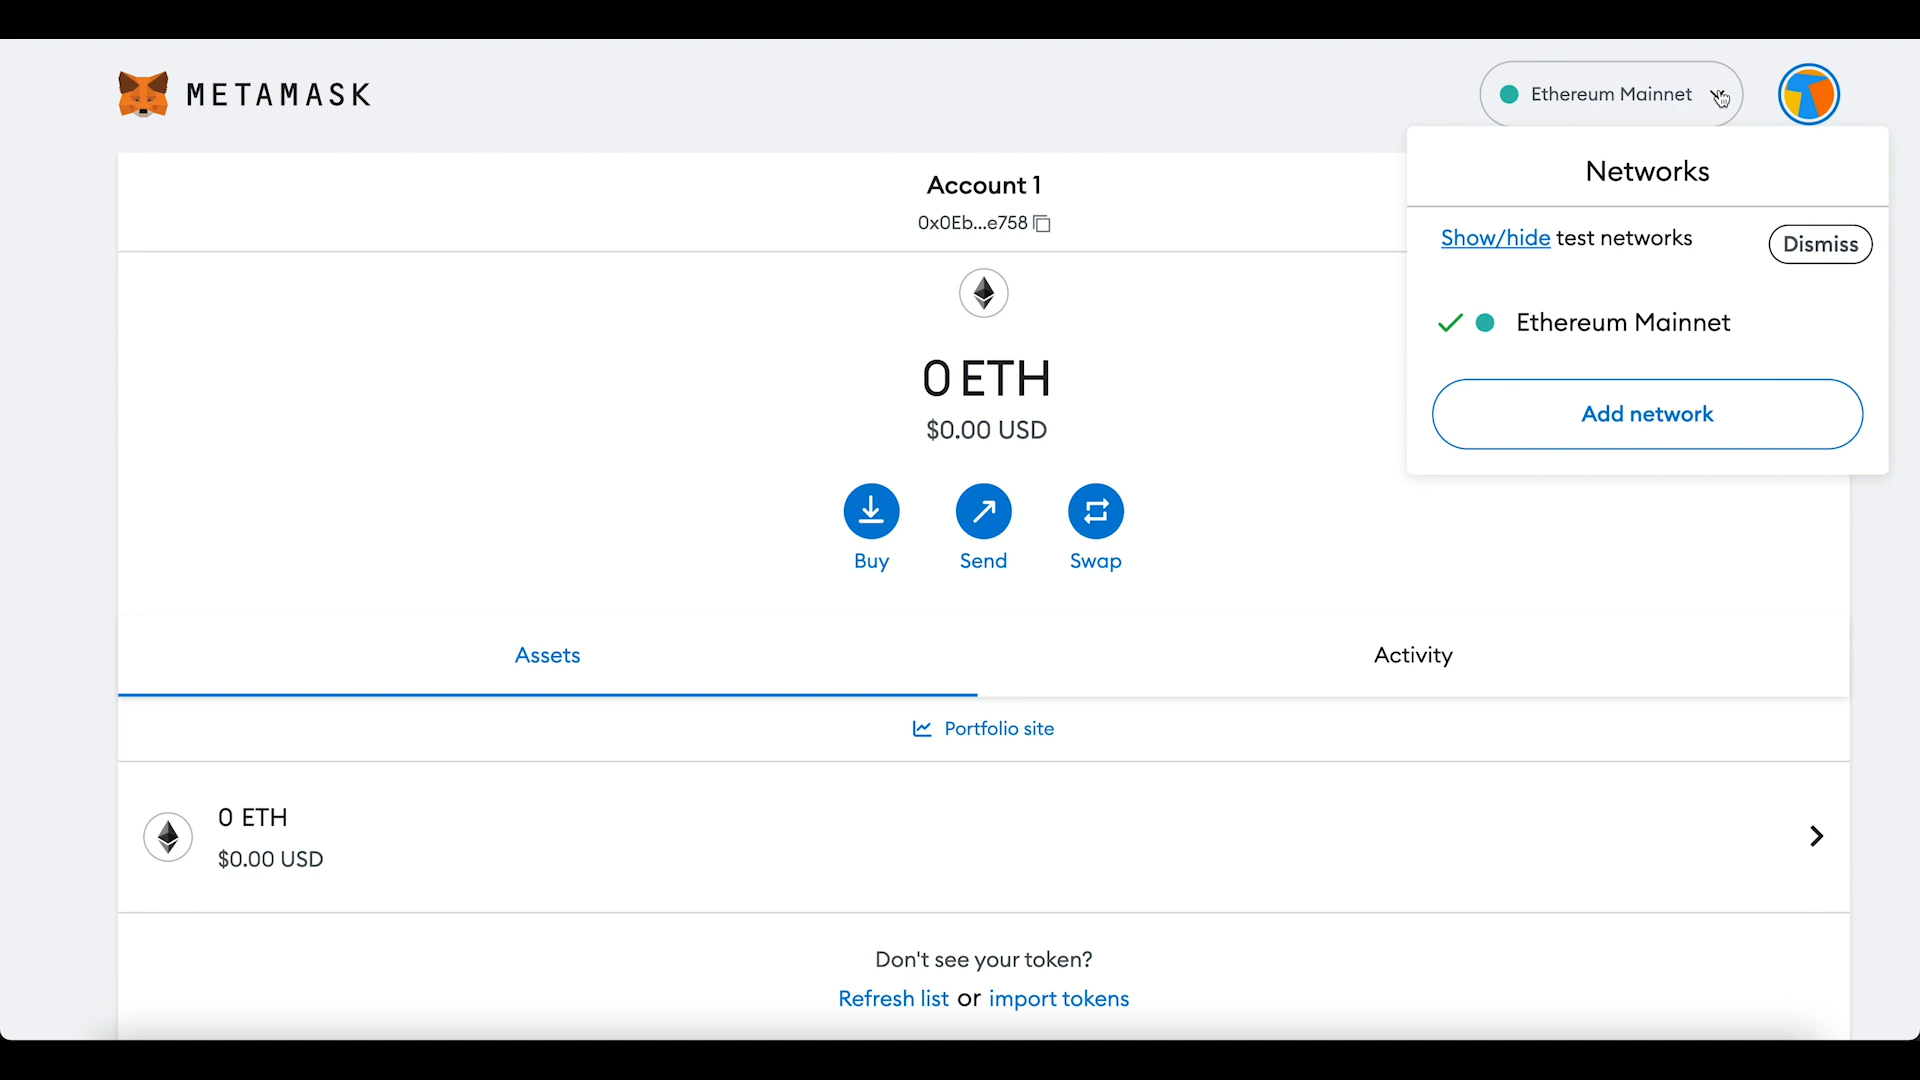 METAMASK
Ethereum Mainnet
Networks
Show/hide test networks
Dismiss
Ethereum Mainnet
Add network
Account 1
0x0Eb...e758
0 ETH
$0.00 USD
Buy
Send
Swap
Assets
Activity
Portfolio site
0 ETH
$0.00 USD
Don't see your token?
Refresh list or import tokens